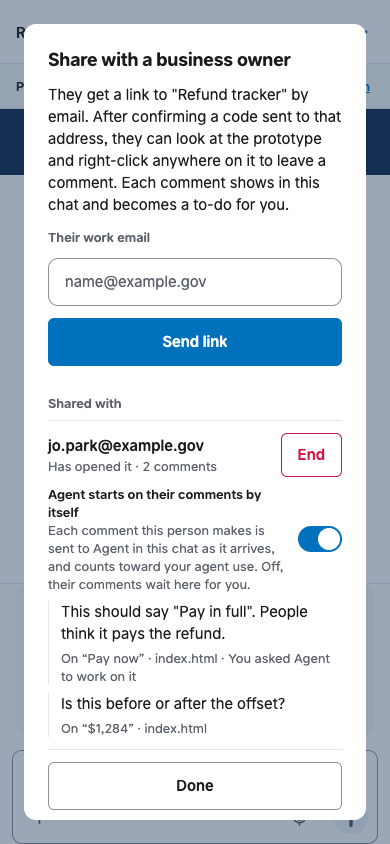 Share with a business owner
They get a link to "Refund tracker" by
email. After confirming a code sent to that
address, they can look at the prototype
and right-click anywhere on it to leave a
comment. Each comment shows in this
chat and becomes a to-do for you.
Their work email
name@example.gov
Send link
Shared with
jo.park@example.gov
Has opened it · 2 comments
End
Agent starts on their comments by
itself
Each comment this person makes is
sent to Agent in this chat as it arrives,
and counts toward your agent use. Off,
their comments wait here for you.
This should say "Pay in full". People
think it pays the refund.
On “Pay now” · index.html · You asked Agent
to work on it
Is this before or after the offset?
On “$1,284” · index.html
Done